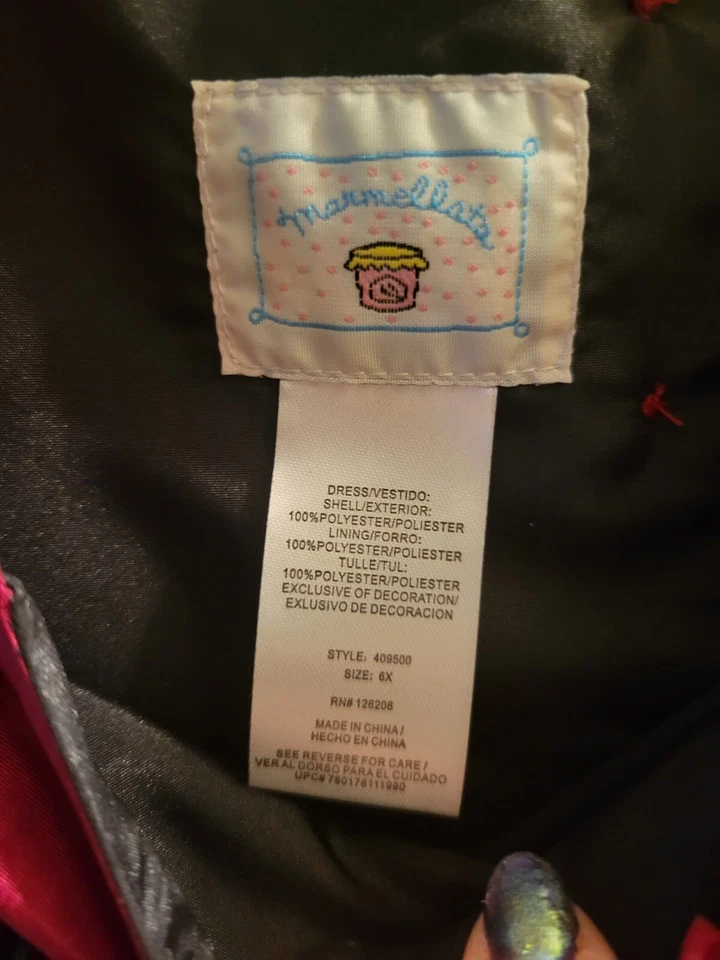 marmellata
DRESS/VESTIDO:
SHELL/EXTERIOR:
100%POLYESTER/POLIESTER
LINING/FORRO:
100%POLYESTER/POLIESTER
TULLE/TUL:
100%POLYESTER/POLIESTER
EXCLUSIVE OF DECORATION/
EXLUSIVO DE DECORACION
STYLE: 409500
SIZE: 6X
RN# 126206
MADE IN CHINA/
HECHO EN CHINA
SEE REVERSE FOR CARE /
VER AL DORSO PARA EL CUIDADO
UPC# 760176111990